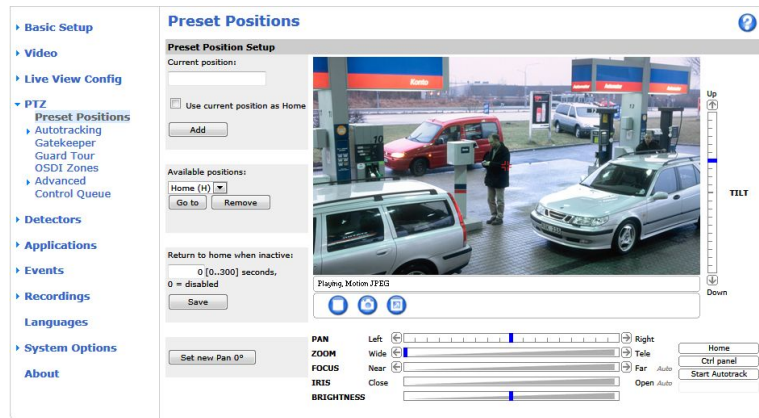 Basic Setup
Video
Live View Config
PTZ
Preset Positions
Autotracking
Gatekeeper
Guard Tour
OSDI Zones
Advanced
Control Queue
Detectors
Applications
Events
Recordings
Languages
System Options
About
Preset Positions
?
Preset Position Setup
Current position:
Use current position as Home
Add
Available positions:
Home (H)
Go to Remove
Return to home when inactive:
0 [0..300] seconds,
0 = disabled
Save
Set new Pan 0°
Konto
10
Up
TILT
Down
Playing, Motion JPEG
PAN Left Right
ZOOM Wide Tele
FOCUS Near Far Auto
IRIS Close Open Auto
BRIGHTNESS
Home
Ctrl panel
Start Autotrack